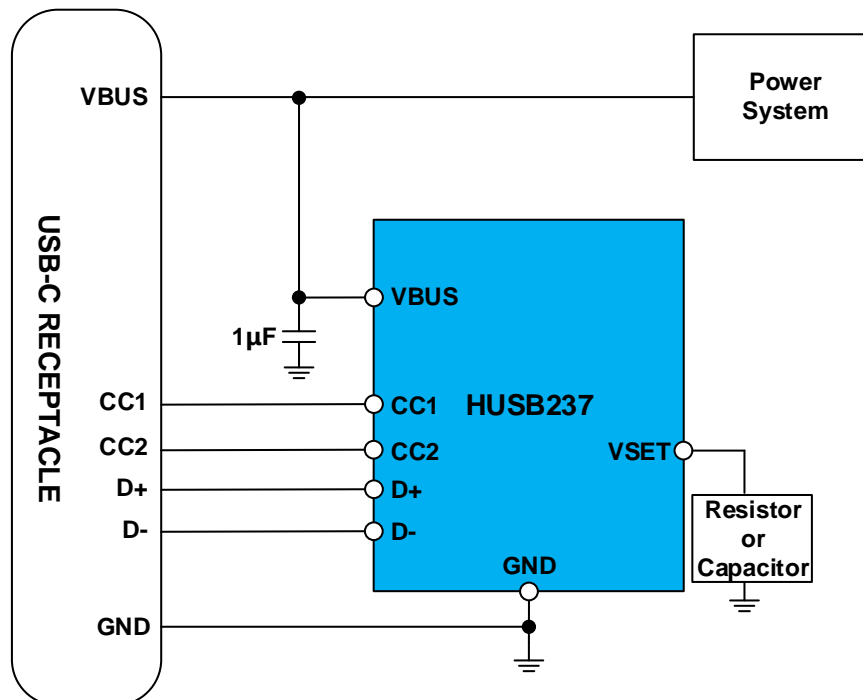 VBUS
Power
System
USB-C RECEPTACLE
VBUS
1µF
CC1
CC1
HUSB237
CC2
CC2
VSET
D+
D+
D-
D-
Resistor
or
Capacitor
GND
GND